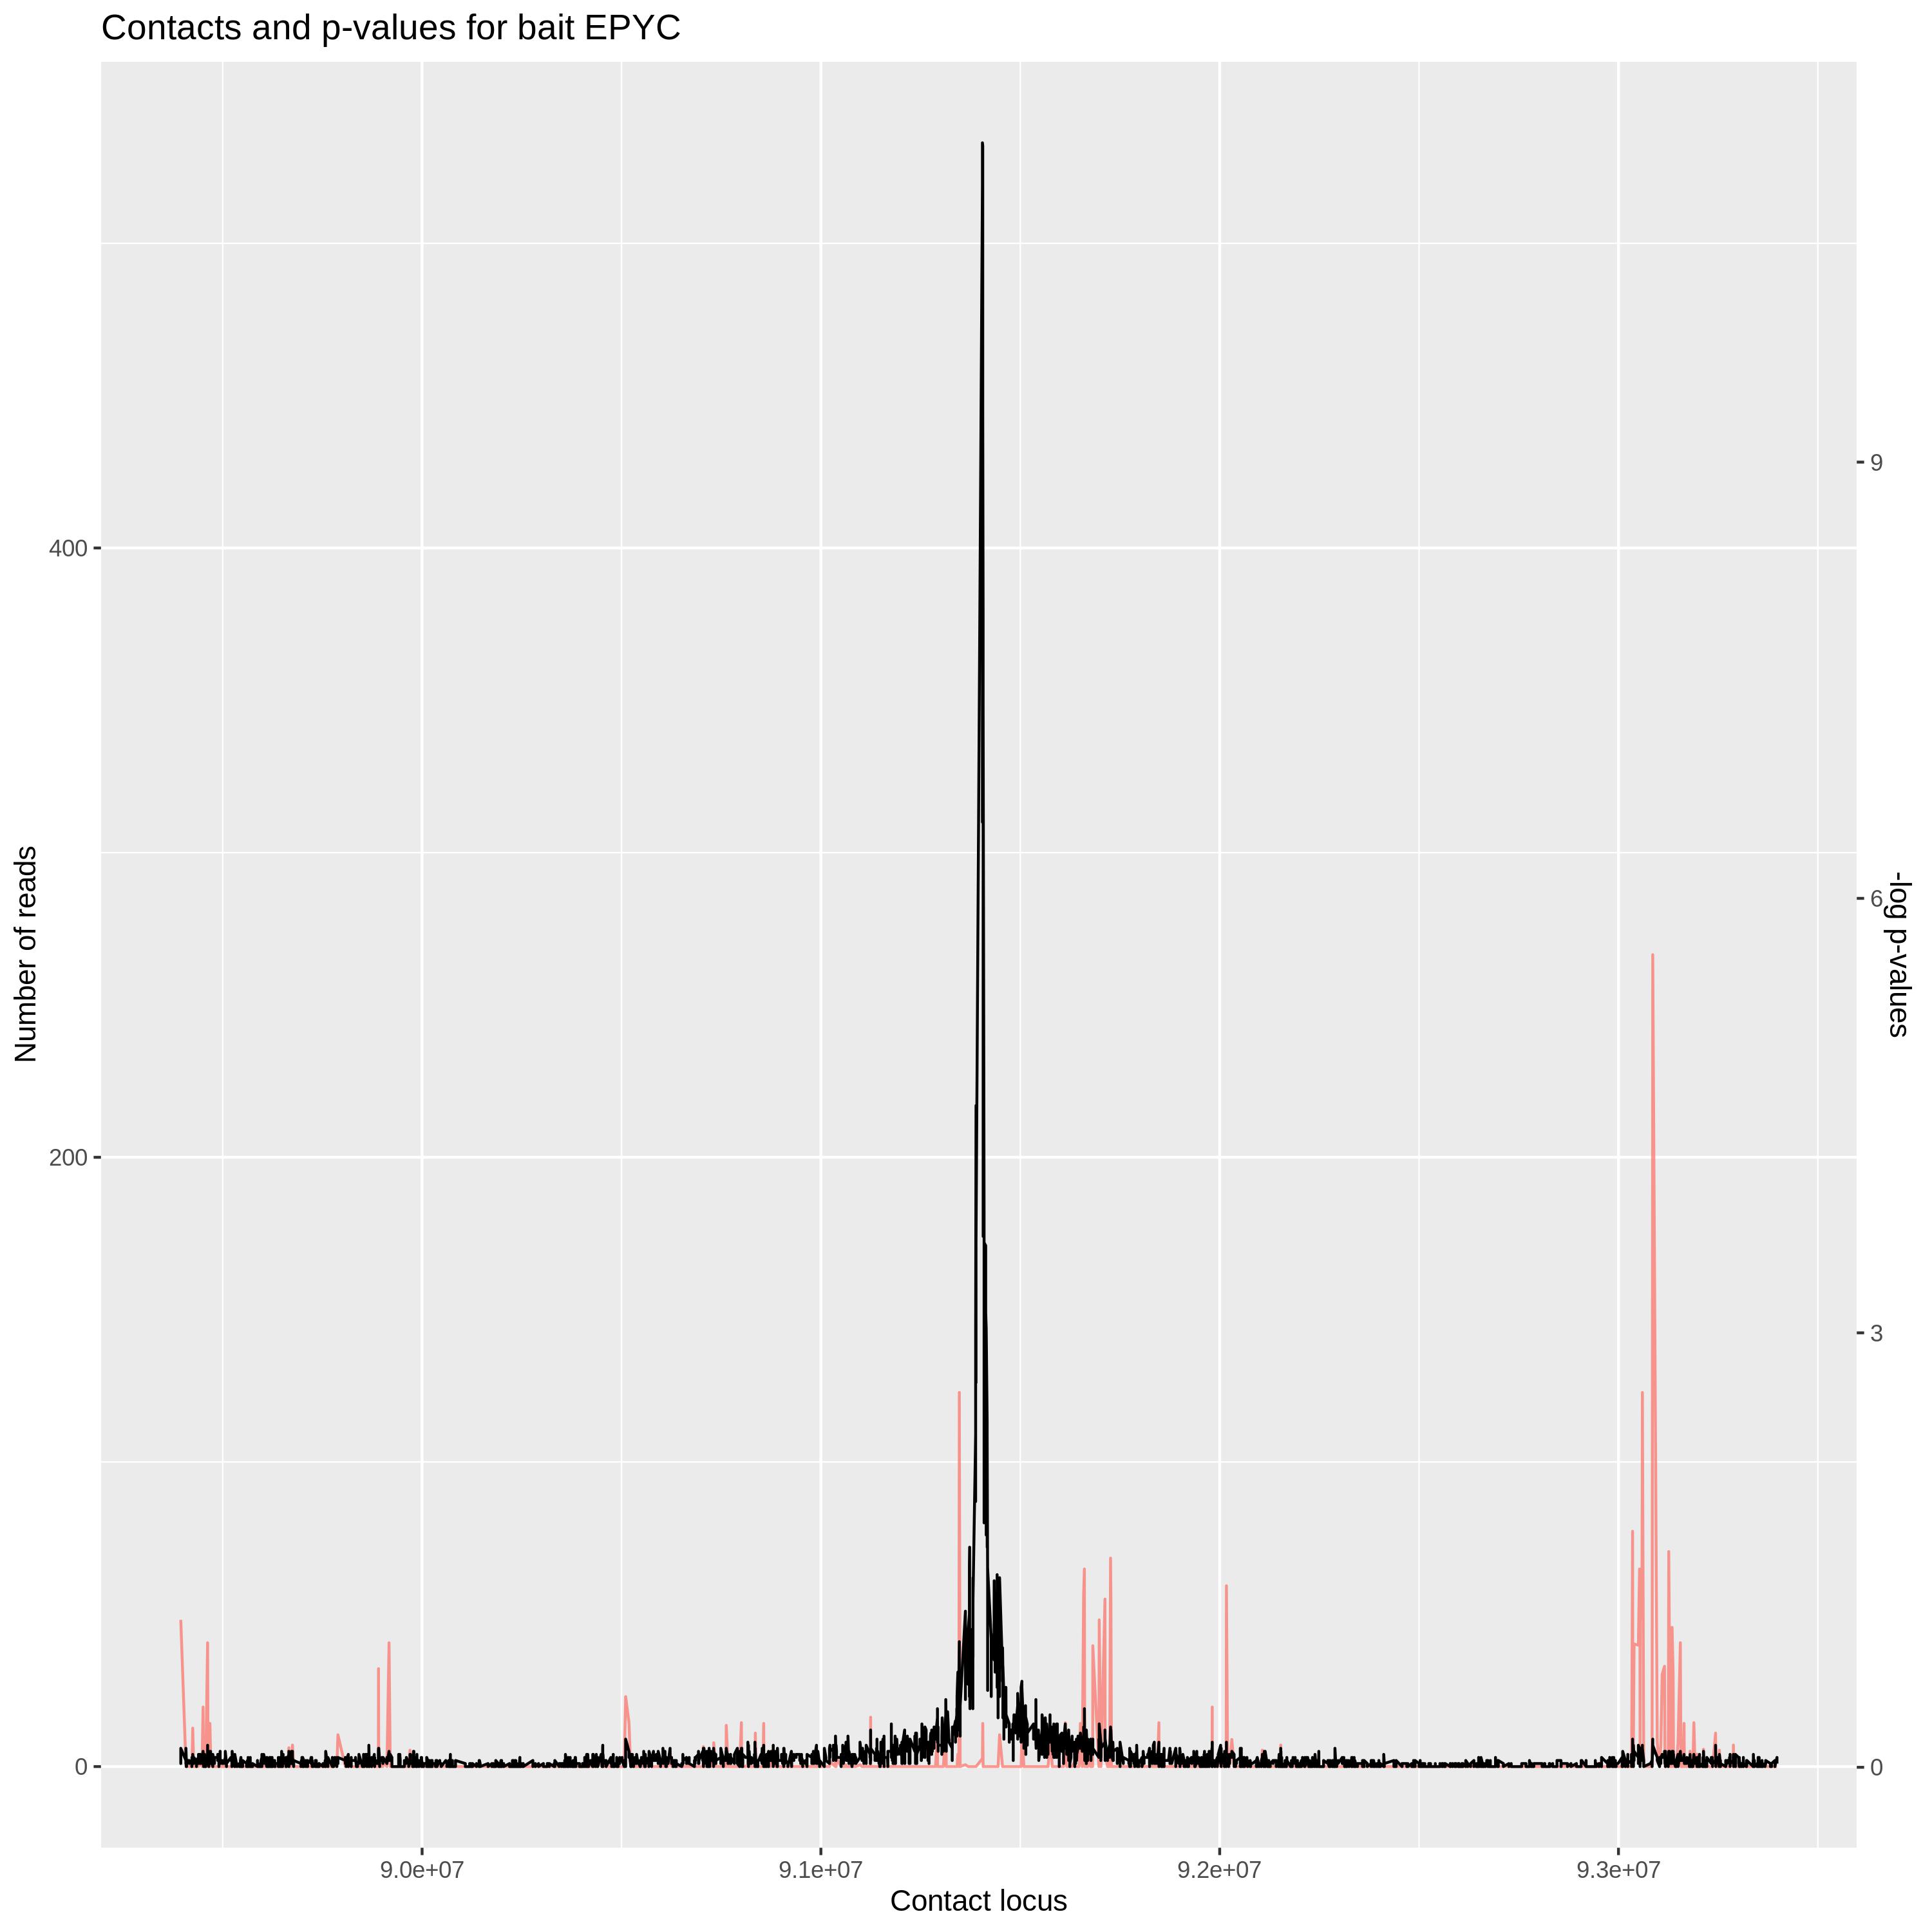 Contacts and p-values for bait EPYC
Number of reads
400
200
0
9
6
3
0
-log p-values
9.0e+07
9.1e+07
9.2e+07
9.3e+07
Contact locus